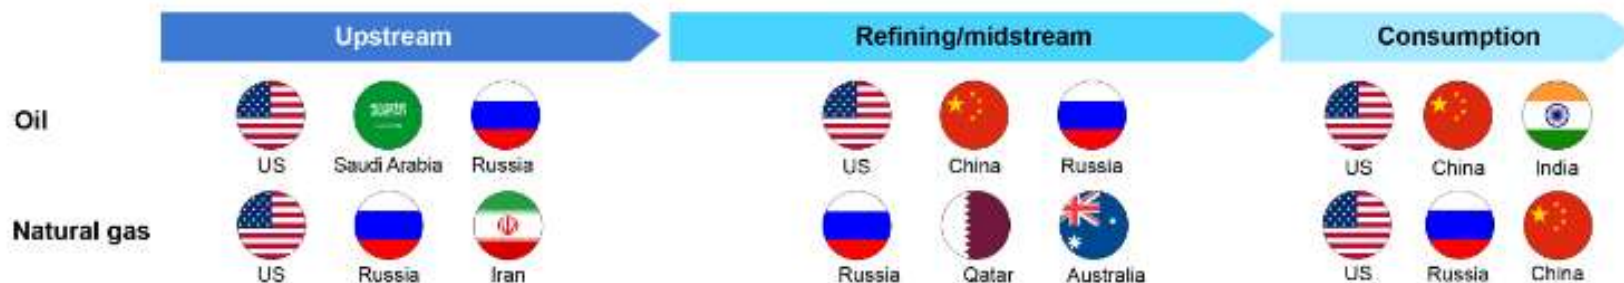 Upstream Refining/midstream Consumption
Oil
US Saudi Arabia Russia US China Russia US China India
Natural gas
US Russia Iran Russia Qatar Australia US Russia China